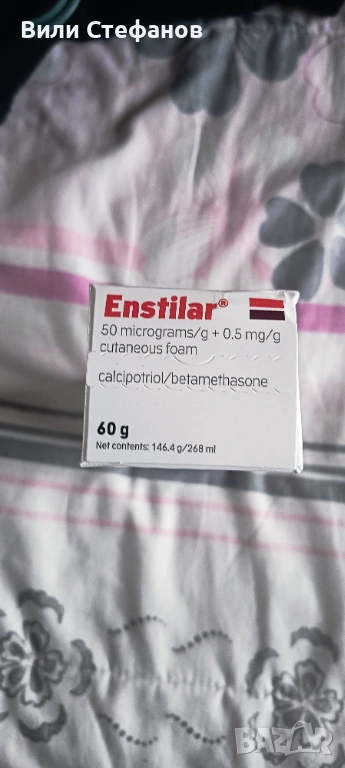 Вили Стефанов
Enstilar®
50 micrograms/g + 0.5 mg/g
cutaneous foam
calcipotriol/betamethasone
60 g
Net contents: 146.4 g/268 ml
BAZAR